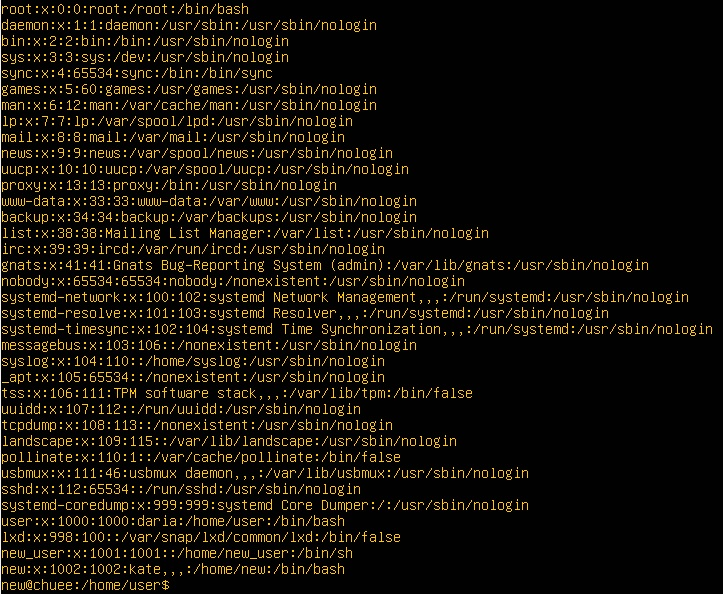 root:x:0:0:root:/root:/bin/bash
daemon:x:1:1:daemon:/usr/sbin:/usr/sbin/nologin
bin:x:2:2:bin:/bin:/usr/sbin/nologin
sys:x:3:3:sys:/dev:/usr/sbin/nologin
sync:x:4:65534:sync:/bin:/bin/sync
games:x:5:60:games:/usr/games:/usr/sbin/nologin
man:x:6:12:man:/var/cache/man:/usr/sbin/nologin
lp:x:7:7:lp:/var/spool/lpd:/usr/sbin/nologin
mail:x:8:8:mail:/var/mail:/usr/sbin/nologin
news:x:9:9:news:/var/spool/news:/usr/sbin/nologin
uucp:x:10:10:uucp:/var/spool/uucp:/usr/sbin/nologin
proxy:x:13:13:proxy:/bin:/usr/sbin/nologin
www-data:x:33:33:www-data:/var/www:/usr/sbin/nologin
backup:x:34:34:backup:/var/backups:/usr/sbin/nologin
list:x:38:38:Mailing List Manager:/var/list:/usr/sbin/nologin
irc:x:39:39:ircd:/var/run/ircd:/usr/sbin/nologin
gnats:x:41:41:Gnats Bug-Reporting System (admin):/var/lib/gnats:/usr/sbin/nologin
nobody:x:65534:65534:nobody:/nonexistent:/usr/sbin/nologin
systemd-network:x:100:102:systemd Network Management,,,:/run/systemd:/usr/sbin/nologin
systemd-resolve:x:101:103:systemd Resolver,,,:/run/systemd:/usr/sbin/nologin
systemd-timesync:x:102:104:systemd Time Synchronization,,,:/run/systemd:/usr/sbin/nologin
messagebus:x:103:106::/nonexistent:/usr/sbin/nologin
syslog:x:104:110::/home/syslog:/usr/sbin/nologin
_apt:x:105:65534::/nonexistent:/usr/sbin/nologin
tss:x:106:111:TPM software stack,,,:/var/lib/tpm:/bin/false
uuidd:x:107:112::/run/uuidd:/usr/sbin/nologin
tcpdump:x:108:113::/nonexistent:/usr/sbin/nologin
landscape:x:109:115::/var/lib/landscape:/usr/sbin/nologin
pollinate:x:110:1::/var/cache/pollinate:/bin/false
usbmux:x:111:46:usbmux daemon,,,:/var/lib/usbmux:/usr/sbin/nologin
sshd:x:112:65534::/run/sshd:/usr/sbin/nologin
systemd-coredump:x:999:999:systemd Core Dumper:/:/usr/sbin/nologin
user:x:1000:1000:daria:/home/user:/bin/bash
lxd:x:998:100::/var/snap/lxd/common/lxd:/bin/false
new_user:x:1001:1001::/home/new_user:/bin/sh
new:x:1002:1002:kate,,,:/home/new:/bin/bash
new@chuee:/home/user$